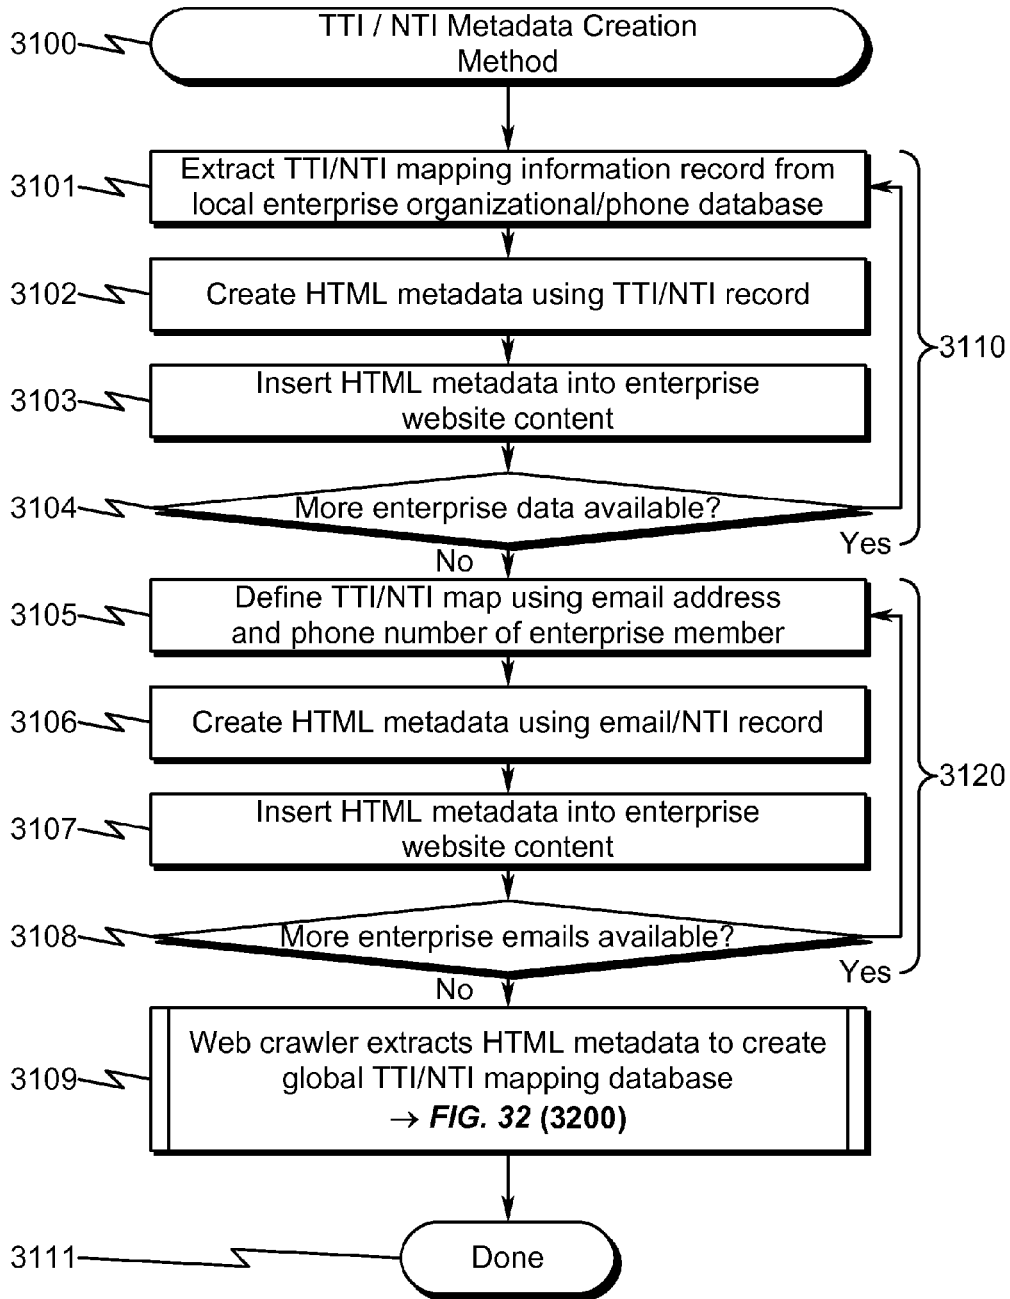 TTI / NTI Metadata Creation
Method
3100
Extract TTI/NTI mapping information record from
local enterprise organizational/phone database
3101
Create HTML metadata using TTI/NTI record
3102
3110
Insert HTML metadata into enterprise
website content
3103
More enterprise data available?
3104
Yes
No
Define TTI/NTI map using email address
and phone number of enterprise member
3105
Create HTML metadata using email/NTI record
3106
3120
Insert HTML metadata into enterprise
website content
3107
More enterprise emails available?
3108
Yes
No
Web crawler extracts HTML metadata to create
global TTI/NTI mapping database
→ FIG. 32 (3200)
3109
Done
3111